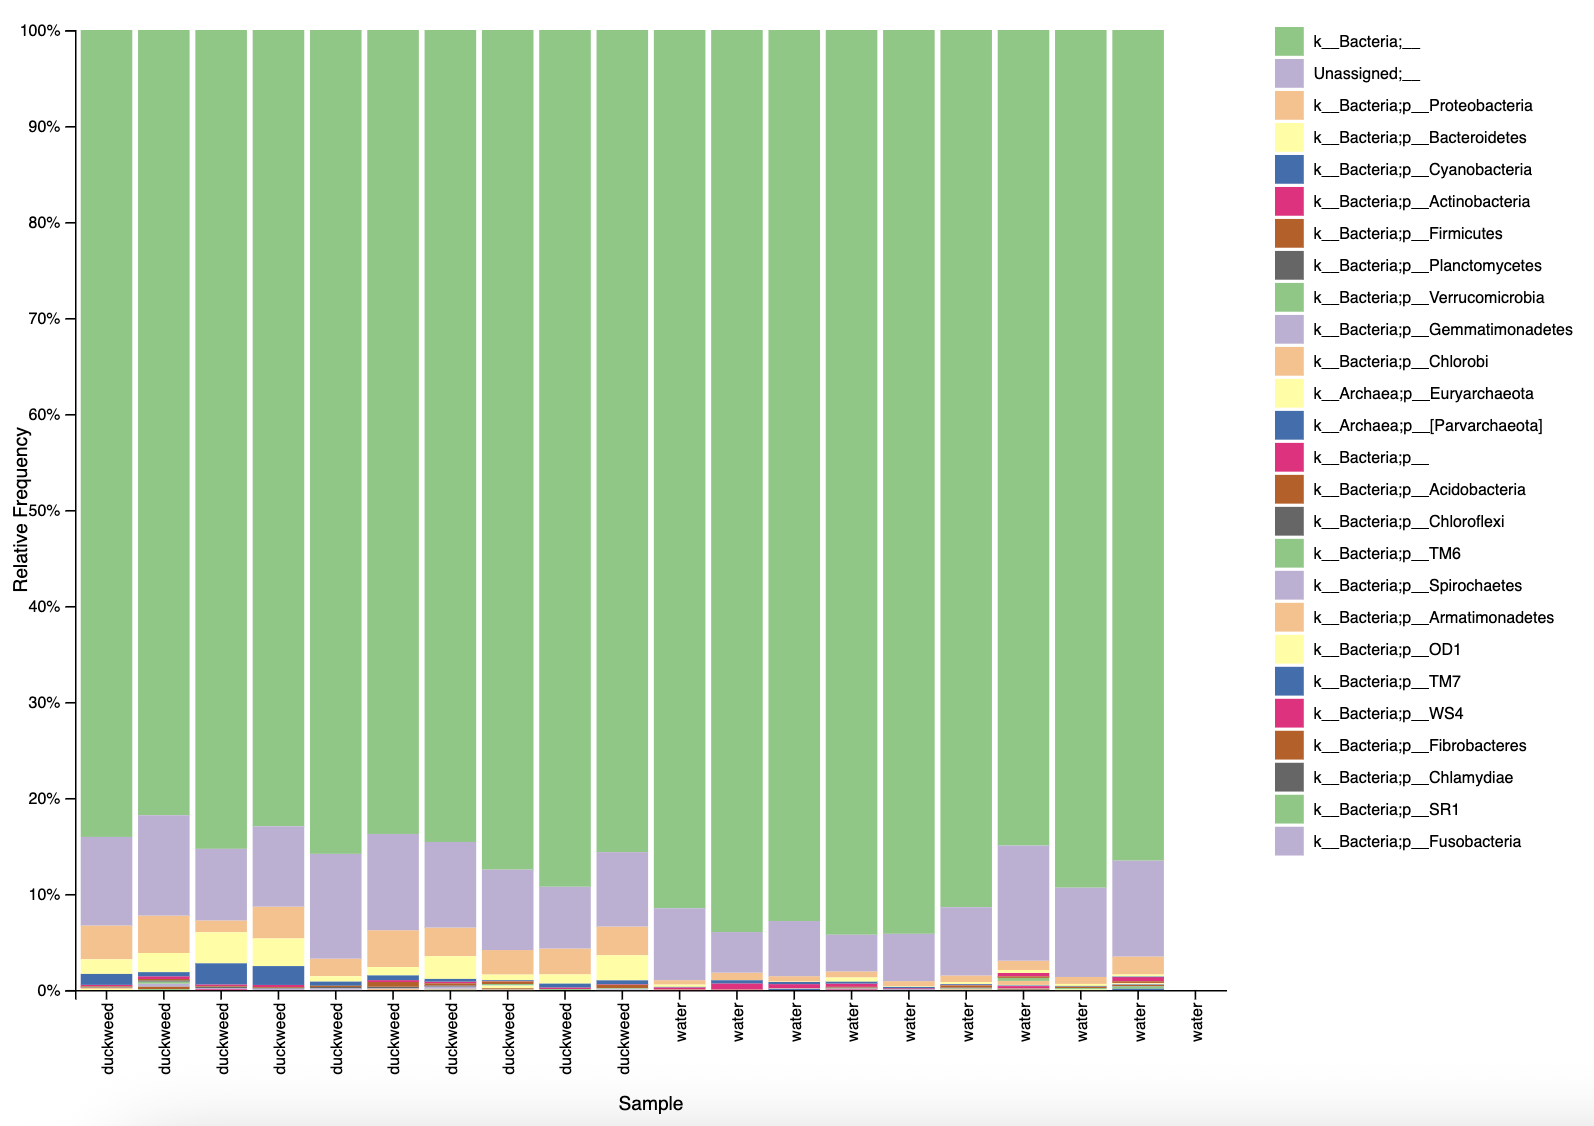 100%
90%
80%
70%
60%
50%
40%
30%
20%
10%
0%
Relative Frequency
duckweed
duckweed
duckweed
duckweed
duckweed
duckweed
duckweed
duckweed
duckweed
duckweed
water
water
water
water
water
water
water
water
water
water
Sample
k__Bacteria;__
Unassigned;__
k__Bacteria;p__Proteobacteria
k__Bacteria;p__Bacteroidetes
k__Bacteria;p__Cyanobacteria
k__Bacteria;p__Actinobacteria
k__Bacteria;p__Firmicutes
k__Bacteria;p__Planctomycetes
k__Bacteria;p__Verrucomicrobia
k__Bacteria;p__Gemmatimonadetes
k__Bacteria;p__Chlorobi
k__Archaea;p__Euryarchaeota
k__Archaea;p__[Parvarchaeota]
k__Bacteria;p__
k__Bacteria;p__Acidobacteria
k__Bacteria;p__Chloroflexi
k__Bacteria;p__TM6
k__Bacteria;p__Spirochaetes
k__Bacteria;p__Armatimonadetes
k__Bacteria;p__OD1
k__Bacteria;p__TM7
k__Bacteria;p__WS4
k__Bacteria;p__Fibrobacteres
k__Bacteria;p__Chlamydiae
k__Bacteria;p__SR1
k__Bacteria;p__Fusobacteria